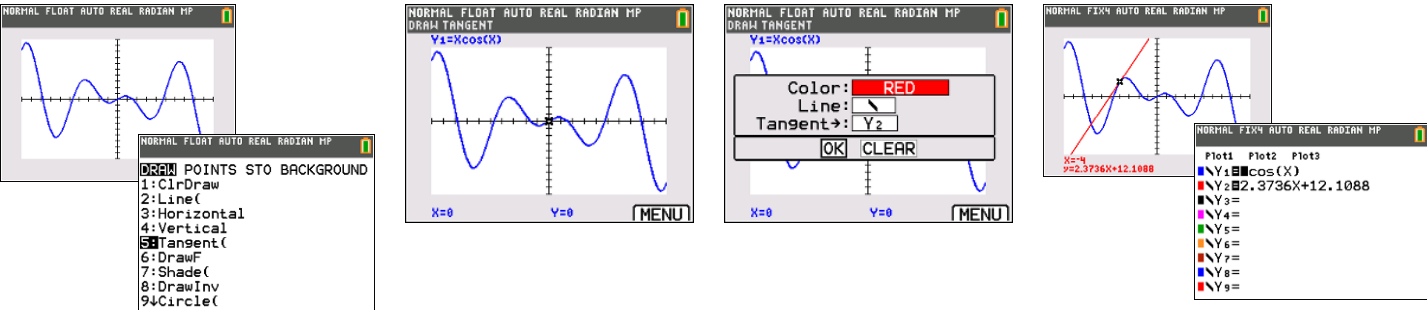 NORMAL FLOAT AUTO REAL RADIAN MP
NORMAL FLOAT AUTO REAL RADIAN MP
DRAW POINTS STO BACKGROUND
1:ClrDraw
2:Line(
3:Horizontal
4:Vertical
5:Tangent(
6:DrawF
7:Shade(
8:DrawInv
9↓Circle(
NORMAL FLOAT AUTO REAL RADIAN MP
DRAW TANGENT
Y1=Xcos(X)
X=0 Y=0 MENU
NORMAL FLOAT AUTO REAL RADIAN MP
DRAW TANGENT
Y1=Xcos(X)
Color: RED
Line:
Tangent→: Y2
OK CLEAR
X=0 Y=0 MENU
NORMAL FIX4 AUTO REAL RADIAN MP
X=-4
y=2.3736X+12.1088
NORMAL FIX4 AUTO REAL RADIAN MP
Plot1 Plot2 Plot3
\Y1=■cos(X)
\Y2=2.3736X+12.1088
\Y3=
\Y4=
\Y5=
\Y6=
\Y7=
\Y8=
\Y9=